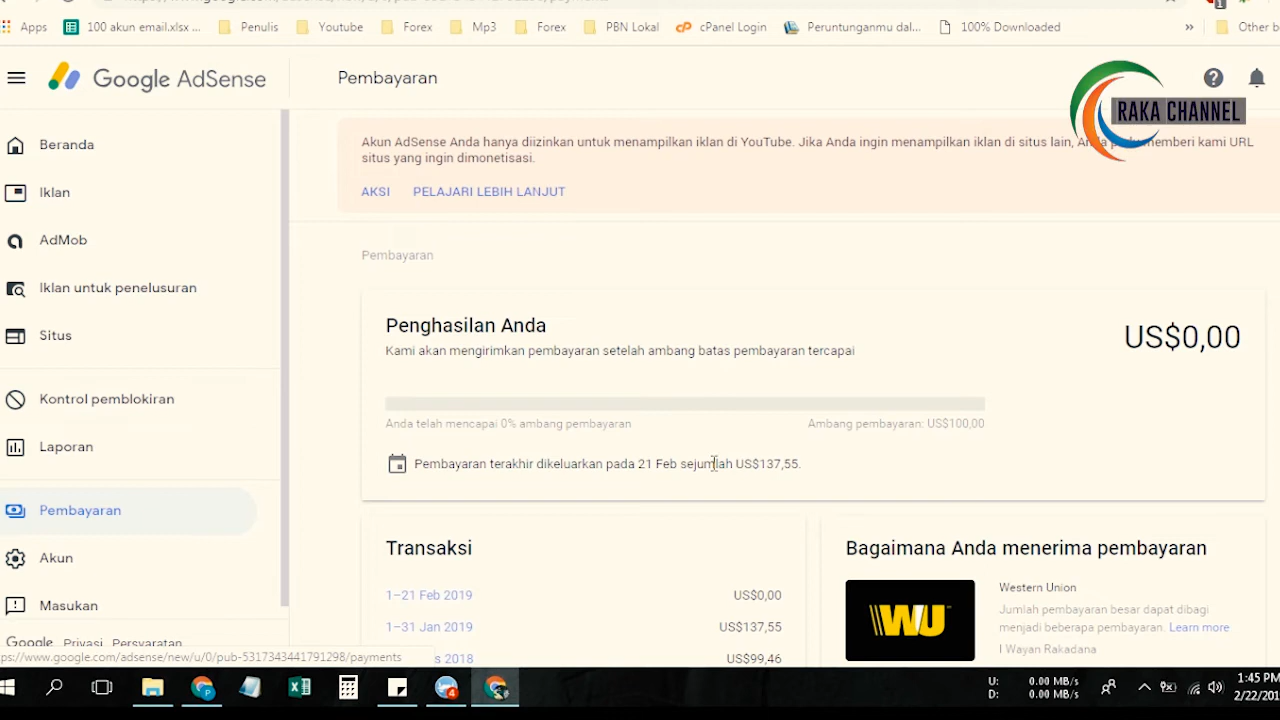 Apps
100 akun email.xlsx ...
Penulis
Youtube
Forex
Mp3
Forex
PBN Lokal
cPanel Login
Peruntunganmu dal...
100% Downloaded
»
Google AdSense
Pembayaran
RAKA CHANNEL
Beranda
Iklan
AdMob
Iklan untuk penelusuran
Situs
Kontrol pemblokiran
Laporan
Pembayaran
Akun
Masukan
Google Privasi Persyaratan
Akun AdSense Anda hanya diizinkan untuk menampilkan iklan di YouTube. Jika Anda ingin menampilkan iklan di situs lain, memberi kami URL
situs yang ingin dimonetisasi.
AKSI PELAJARI LEBIH LANJUT
Pembayaran
Penghasilan Anda
US$0,00
Kami akan mengirimkan pembayaran setelah ambang batas pembayaran tercapai
Anda telah mencapai 0% ambang pembayaran
Ambang pembayaran: US$100,00
Pembayaran terakhir dikeluarkan pada 21 Feb sejumlah US$137,55.
Transaksi
1–21 Feb 2019 US$0,00
1–31 Jan 2019 US$137,55
2018 US$99,46
Bagaimana Anda menerima pembayaran
WU
Western Union
Jumlah pembayaran besar dapat dibagi
menjadi beberapa pembayaran. Learn more
I Wayan Rakadana
ps://www.google.com/adsense/new/u/0/pub-5317343441791298/payments
U: 0.00 MB/s
D: 0.00 MB/s
1:45 PM
2/22/201